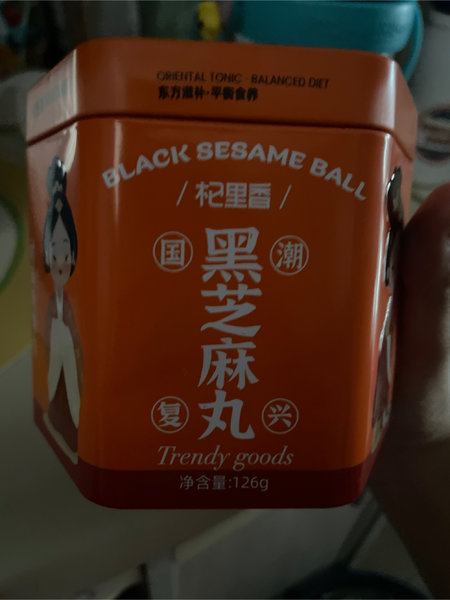 ORIENTAL TONIC · BALANCED DIET
东方滋补·平衡食养
BLACK SESAME BALL
/杞里香/
国潮
黑芝麻丸
复兴
Trendy goods
净含量:126g